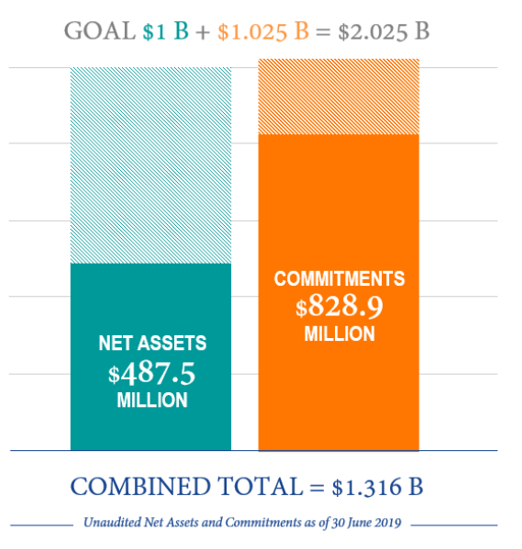 GOAL $1 B + $1.025 B = $2.025 B
COMMITMENTS
$828.9
MILLION
NET ASSETS
$487.5
MILLION
COMBINED TOTAL = $1.316 B
Unaudited Net Assets and Commitments as of 30 June 2019